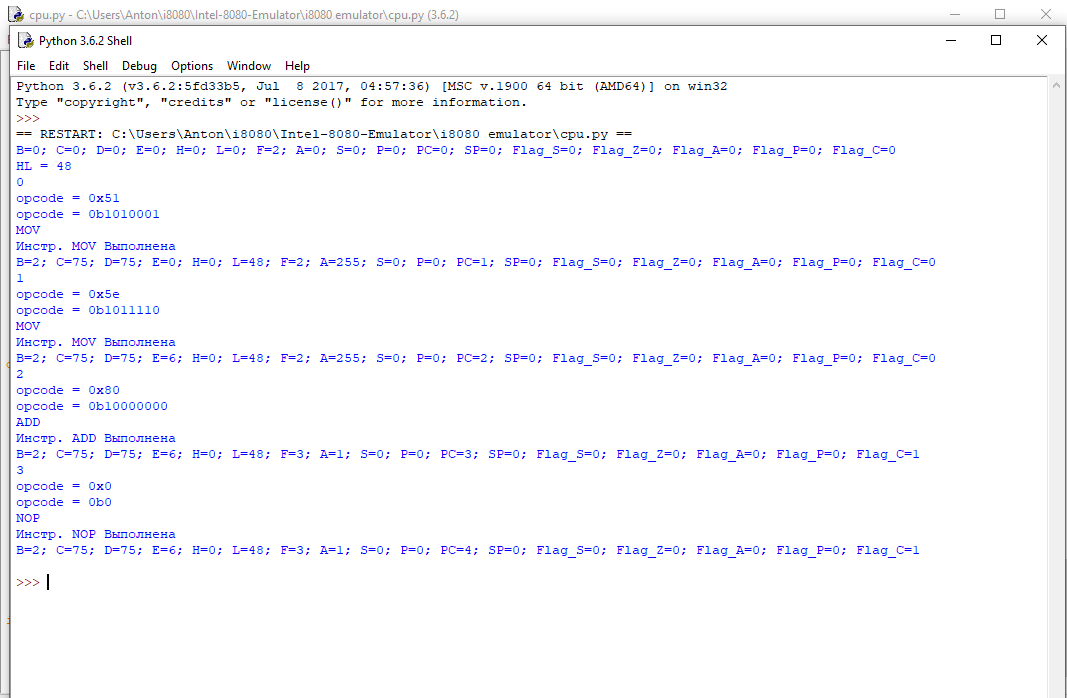 cpu.py - C:\Users\Anton\i8080\Intel-8080-Emulator\i8080 emulator\cpu.py (3.6.2)
Python 3.6.2 Shell
File Edit Shell Debug Options Window Help
Python 3.6.2 (v3.6.2:5fd33b5, Jul  8 2017, 04:57:36) [MSC v.1900 64 bit (AMD64)] on win32
Type "copyright", "credits" or "license()" for more information.
>>>
== RESTART: C:\Users\Anton\i8080\Intel-8080-Emulator\i8080 emulator\cpu.py ==
B=0; C=0; D=0; E=0; H=0; L=0; F=2; A=0; S=0; P=0; PC=0; SP=0; Flag_S=0; Flag_Z=0; Flag_A=0; Flag_P=0; Flag_C=0
HL = 48
0
opcode = 0x51
opcode = 0b1010001
MOV
Инстр. MOV Выполнена
B=2; C=75; D=75; E=0; H=0; L=48; F=2; A=255; S=0; P=0; PC=1; SP=0; Flag_S=0; Flag_Z=0; Flag_A=0; Flag_P=0; Flag_C=0
1
opcode = 0x5e
opcode = 0b1011110
MOV
Инстр. MOV Выполнена
B=2; C=75; D=75; E=6; H=0; L=48; F=2; A=255; S=0; P=0; PC=2; SP=0; Flag_S=0; Flag_Z=0; Flag_A=0; Flag_P=0; Flag_C=0
2
opcode = 0x80
opcode = 0b10000000
ADD
Инстр. ADD Выполнена
B=2; C=75; D=75; E=6; H=0; L=48; F=3; A=1; S=0; P=0; PC=3; SP=0; Flag_S=0; Flag_Z=0; Flag_A=0; Flag_P=0; Flag_C=1
3
opcode = 0x0
opcode = 0b0
NOP
Инстр. NOP Выполнена
B=2; C=75; D=75; E=6; H=0; L=48; F=3; A=1; S=0; P=0; PC=4; SP=0; Flag_S=0; Flag_Z=0; Flag_A=0; Flag_P=0; Flag_C=1
>>>